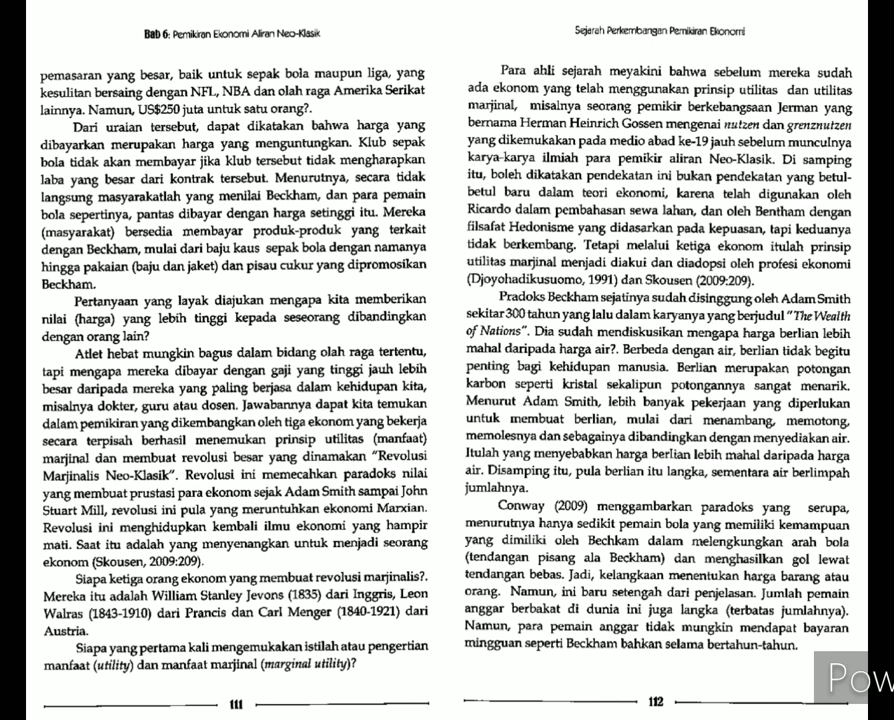 Bab 6: Pemikiran Ekonomi Aliran Neo-Klasik
pemasaran yang besar, baik untuk sepak bola maupun liga, yang
kesulitan bersaing dengan NFL, NBA dan olah raga Amerika Serikat
lainnya. Namun, US$250 juta untuk satu orang?.
Dari uraian tersebut, dapat dikatakan bahwa harga yang
dibayarkan merupakan harga yang menguntungkan. Klub sepak
bola tidak akan membayar jika klub tersebut tidak mengharapkan
laba yang besar dari kontrak tersebut. Menurutnya, secara tidak
langsung masyarakatlah yang menilai Beckham, dan para pemain
bola sepertinya, pantas dibayar dengan harga setinggi itu. Mereka
(masyarakat) bersedia membayar produk-produk yang terkait
dengan Beckham, mulai dari baju kaus sepak bola dengan namanya
hingga pakaian (baju dan jaket) dan pisau cukur yang dipromosikan
Beckham.
Pertanyaan yang layak diajukan mengapa kita memberikan
nilai (harga) yang lebih tinggi kepada seseorang dibandingkan
dengan orang lain?
Atlet hebat mungkin bagus dalam bidang olah raga tertentu,
tapi mengapa mereka dibayar dengan gaji yang tinggi jauh lebih
besar daripada mereka yang paling berjasa dalam kehidupan kita,
misalnya dokter, guru atau dosen. Jawabannya dapat kita temukan
dalam pemikiran yang dikembangkan oleh tiga ekonom yang bekerja
secara terpisah berhasil menemukan prinsip utilitas (manfaat)
marjinal dan membuat revolusi besar yang dinamakan "Revolusi
Marjinalis Neo-Klasik". Revolusi ini memecahkan paradoks nilai
yang membuat prustasi para ekonom sejak Adam Smith sampai John
Stuart Mill, revolusi ini pula yang meruntuhkan ekonomi Marxian.
Revolusi ini menghidupkan kembali ilmu ekonomi yang hampir
mati. Saat itu adalah yang menyenangkan untuk menjadi seorang
ekonom (Skousen, 2009:209).
Siapa ketiga orang ekonom yang membuat revolusi marjinalis?.
Mereka itu adalah William Stanley Jevons (1835) dari Inggris, Leon
Walras (1843-1910) dari Prancis dan Carl Menger (1840-1921) dari
Austria.
Siapa yang pertama kali mengemukakan istilah atau pengertian
manfaat (utility) dan manfaat marjinal (marginal utility)?
111
Sejarah Perkembangan Pemikiran Ekonomi
Para ahli sejarah meyakini bahwa sebelum mereka sudah
ada ekonom yang telah menggunakan prinsip utilitas dan utilitas
marjinal, misalnya seorang pemikir berkebangsaan Jerman yang
bernama Herman Heinrich Gossen mengenai nutzen dan grenznutzen
yang dikemukakan pada medio abad ke-19 jauh sebelum munculnya
karya-karya ilmiah para pemikir aliran Neo-Klasik. Di samping
itu, boleh dikatakan pendekatan ini bukan pendekatan yang betul-
betul baru dalam teori ekonomi, karena telah digunakan oleh
Ricardo dalam pembahasan sewa lahan, dan oleh Bentham dengan
filsafat Hedonisme yang didasarkan pada kepuasan, tapi keduanya
tidak berkembang. Tetapi melalui ketiga ekonom itulah prinsip
utilitas marjinal menjadi diakui dan diadopsi oleh profesi ekonomi
(Djoyohadikusuomo, 1991) dan Skousen (2009:209).
Pradoks Beckham sejatinya sudah disinggung oleh Adam Smith
sekitar 300 tahun yang lalu dalam karyanya yang berjudul "The Wealth
of Nations". Dia sudah mendiskusikan mengapa harga berlian lebih
mahal daripada harga air?. Berbeda dengan air, berlian tidak begitu
penting bagi kehidupan manusia. Berlian merupakan potongan
karbon seperti kristal sekalipun potongannya sangat menarik.
Menurut Adam Smith, lebih banyak pekerjaan yang diperlukan
untuk membuat berlian, mulai dari menambang, memotong,
memolesnya dan sebagainya dibandingkan dengan menyediakan air.
Itulah yang menyebabkan harga berlian lebih mahal daripada harga
air. Disamping itu, pula berlian itu langka, sementara air berlimpah
jumlahnya.
Conway (2009) menggambarkan paradoks yang serupa,
menurutnya hanya sedikit pemain bola yang memiliki kemampuan
yang dimiliki oleh Bechkam dalam melengkungkan arah bola
(tendangan pisang ala Beckham) dan menghasilkan gol lewat
tendangan bebas. Jadi, kelangkaan menentukan harga barang atau
orang. Namun, ini baru setengah dari penjelasan. Jumlah pemain
anggar berbakat di dunia ini juga langka (terbatas jumlahnya).
Namun, para pemain anggar tidak mungkin mendapat bayaran
mingguan seperti Beckham bahkan selama bertahun-tahun.
112
Pow